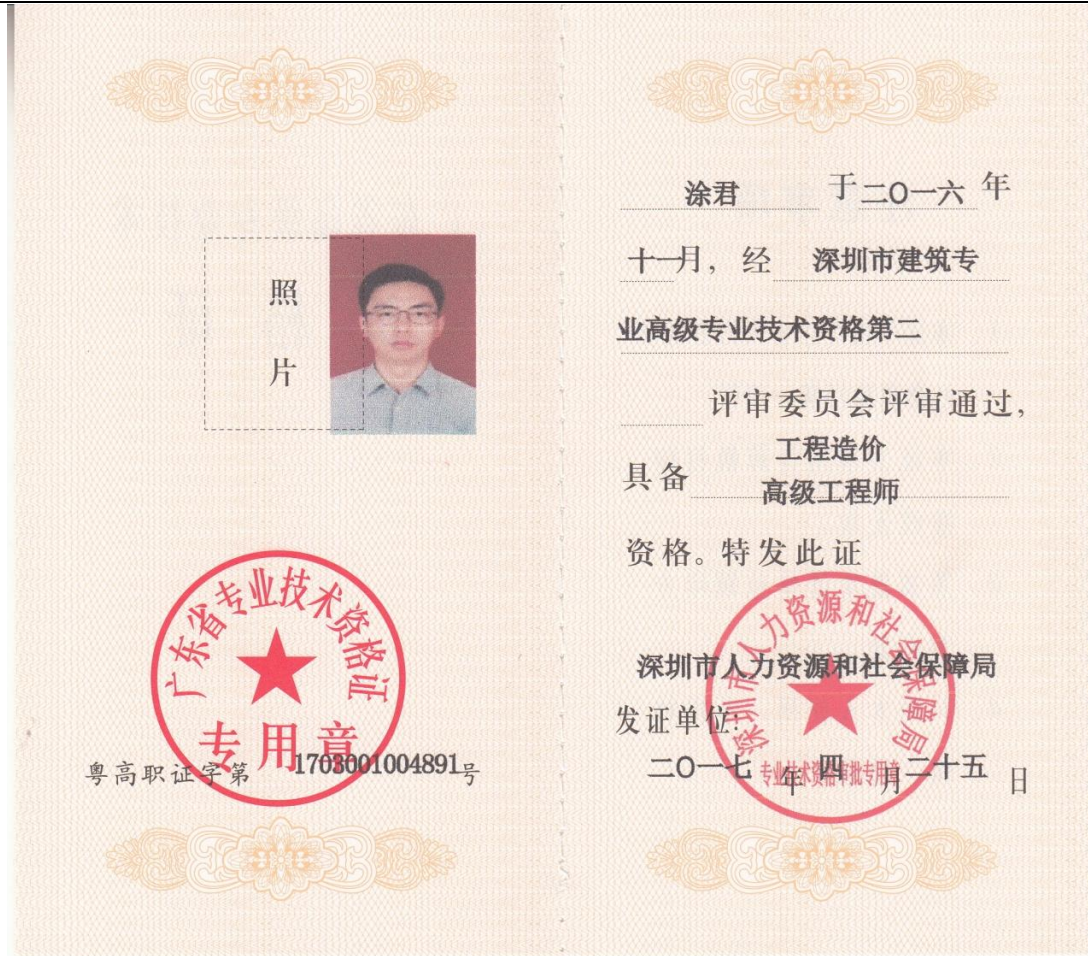 照
片
广东省专业技术资格证
专用章
粤高职证字第 1703001004891号
涂君 于二〇一六 年
十一月，经 深圳市建筑专
业高级专业技术资格第二
评审委员会评审通过，
工程造价
具备
高级工程师
资格。特发此证
深圳市人力资源和社会保障局
深圳市人力资源和社会保障局
发证单位：
专业技术资格审批专用章
二〇一七 年 四 月 二十五 日